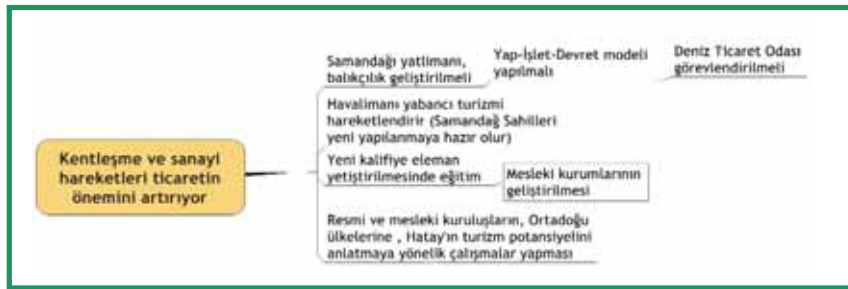 Kentleşme ve sanayi
hareketleri ticaretin
önemini artırıyor
Samandağı yatlimanı,
balıkçılık geliştirilmeli
Yap-İşlet-Devret modeli
yapılmalı
Deniz Ticaret Odası
görevlendirilmeli
Havalimanı yabancı turizmi
hareketlendirir (Samandağ Sahilleri
yeni yapılanmaya hazır olur)
Yeni kalifiye eleman
yetiştirilmesinde eğitim
Mesleki kurumlarının
geliştirilmesi
Resmi ve mesleki kuruluşların, Ortadoğu
ülkelerine , Hatay'ın turizm potansiyelini
anlatmaya yönelik çalışmalar yapması